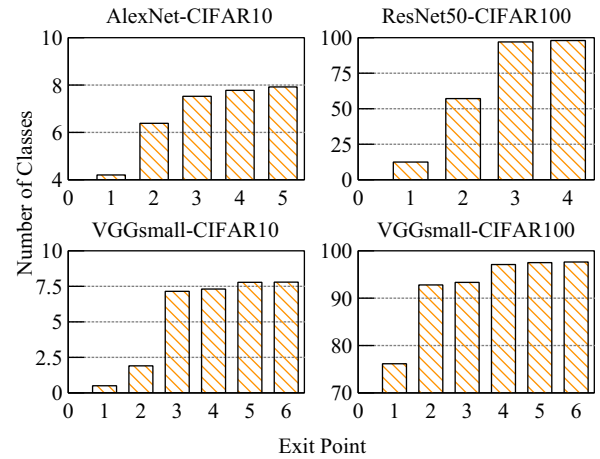 AlexNet-CIFAR10
ResNet50-CIFAR100
Number of Classes
10
8
6
4
0 1 2 3 4 5
100
75
50
25
0
0 1 2 3 4
VGGsmall-CIFAR10
VGGsmall-CIFAR100
10
7.5
5
2.5
0
0 1 2 3 4 5 6
100
90
80
70
0 1 2 3 4 5 6
Exit Point